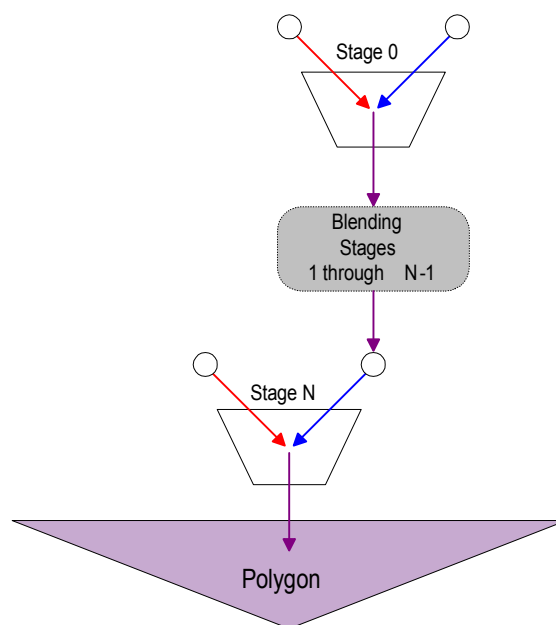 Stage 0
Blending
Stages
1 through N-1
Stage N
Polygon